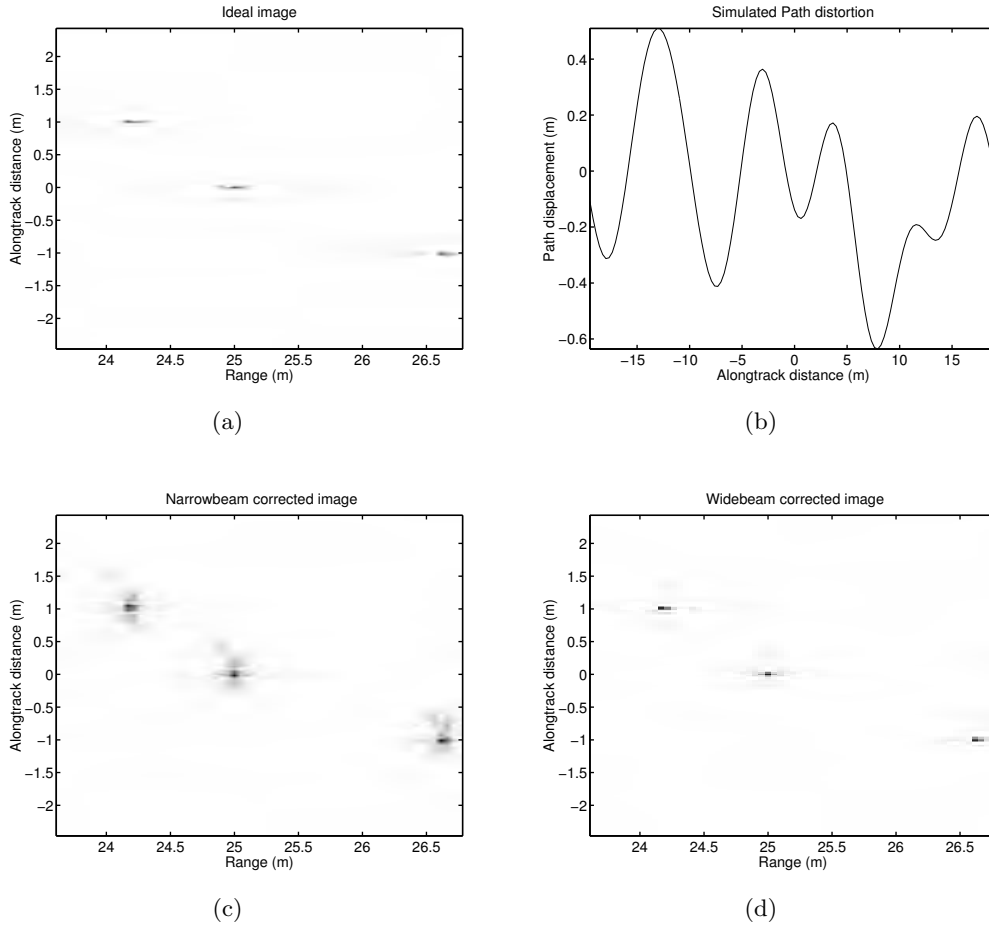 Ideal image
Alongtrack distance (m)
2
1.5
1
0.5
0
−0.5
−1
−1.5
−2
24 24.5 25 25.5 26 26.5
Range (m)
(a)
Simulated Path distortion
Path displacement (m)
0.4
0.2
0
−0.2
−0.4
−0.6
−15 −10 −5 0 5 10 15
Alongtrack distance (m)
(b)
Narrowbeam corrected image
Alongtrack distance (m)
2
1.5
1
0.5
0
−0.5
−1
−1.5
−2
24 24.5 25 25.5 26 26.5
Range (m)
(c)
Widebeam corrected image
Alongtrack distance (m)
2
1.5
1
0.5
0
−0.5
−1
−1.5
−2
24 24.5 25 25.5 26 26.5
Range (m)
(d)